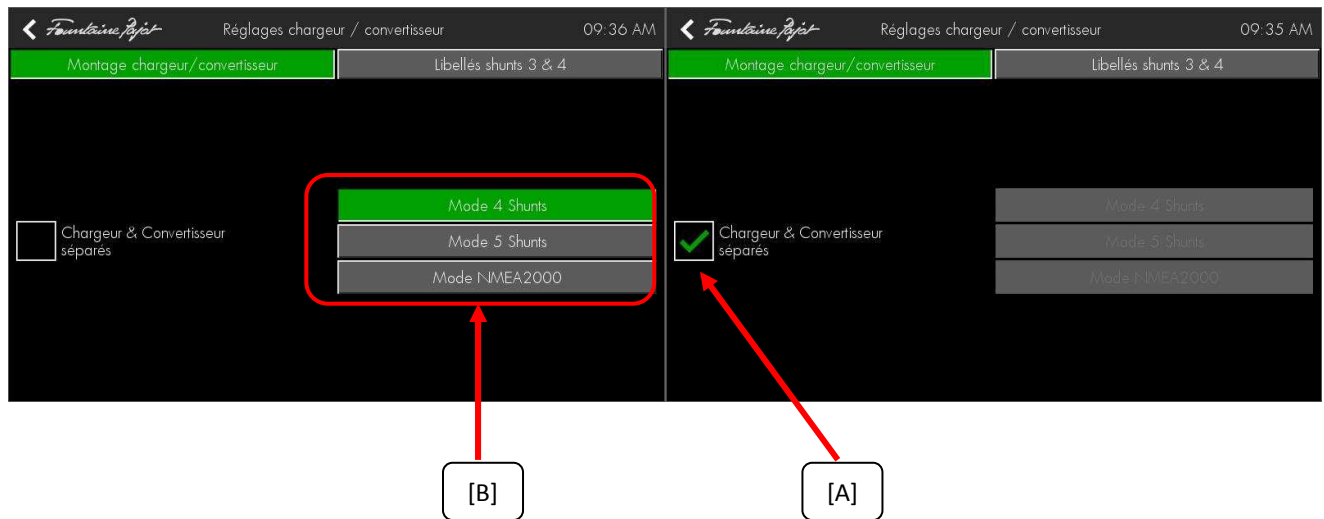 Fountaine Pajot
Réglages chargeur / convertisseur
09:36 AM
Montage chargeur/convertisseur
Libellés shunts 3 & 4
Chargeur & Convertisseur
séparés
Mode 4 Shunts
Mode 5 Shunts
Mode NMEA2000
[B]
Fountaine Pajot
Réglages chargeur / convertisseur
09:35 AM
Montage chargeur/convertisseur
Libellés shunts 3 & 4
Chargeur & Convertisseur
séparés
Mode 4 Shunts
Mode 5 Shunts
Mode NMEA2000
[A]